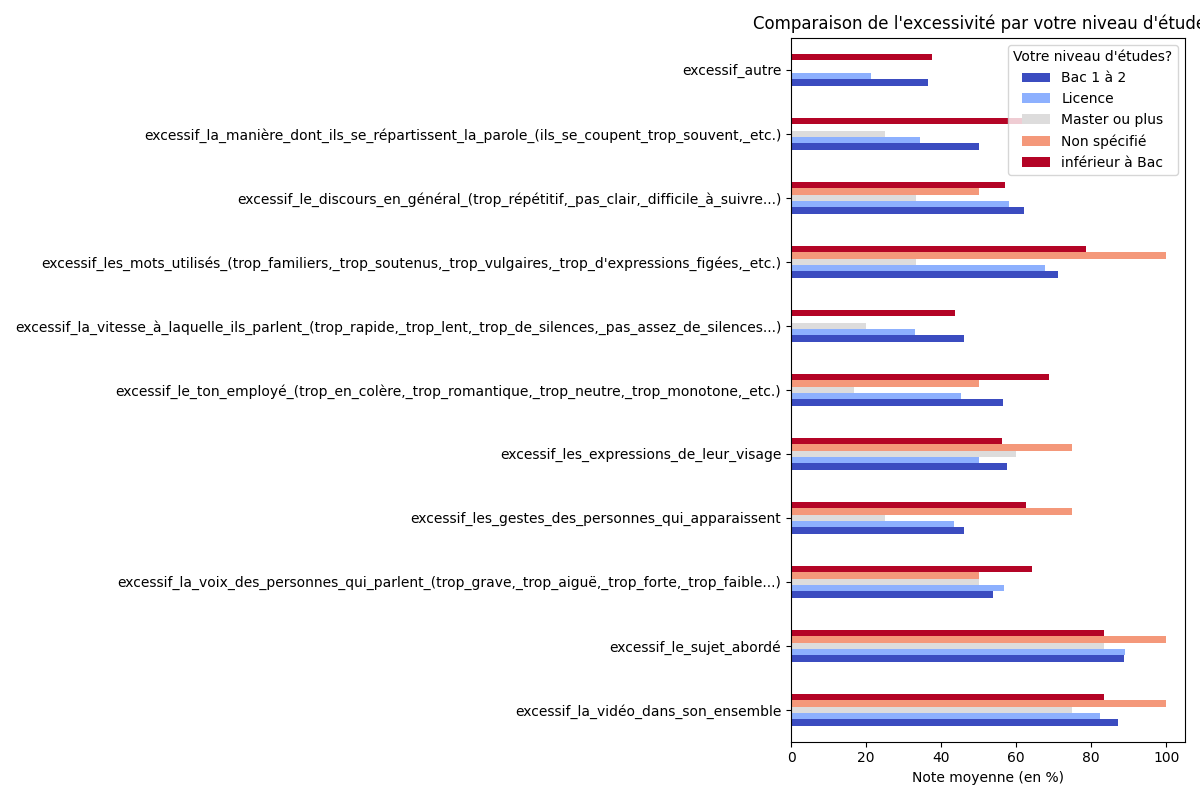 Comparaison de l'excessivité par votre niveau d'étude
excessif_autre
excessif_la_manière_dont_ils_se_répartissent_la_parole_(ils_se_coupent_trop_souvent,_etc.)
excessif_le_discours_en_général_(trop_répétitif,_pas_clair,_difficile_à_suivre...)
excessif_les_mots_utilisés_(trop_familiers,_trop_soutenus,_trop_vulgaires,_trop_d'expressions_figées,_etc.)
excessif_la_vitesse_à_laquelle_ils_parlent_(trop_rapide,_trop_lent,_trop_de_silences,_pas_assez_de_silences...)
excessif_le_ton_employé_(trop_en_colère,_trop_romantique,_trop_neutre,_trop_monotone,_etc.)
excessif_les_expressions_de_leur_visage
excessif_les_gestes_des_personnes_qui_apparaissent
excessif_la_voix_des_personnes_qui_parlent_(trop_grave,_trop_aiguë,_trop_forte,_trop_faible...)
excessif_le_sujet_abordé
excessif_la_vidéo_dans_son_ensemble
Votre niveau d'études?
Bac 1 à 2
Licence
Master ou plus
Non spécifié
inférieur à Bac
0 20 40 60 80 100
Note moyenne (en %)